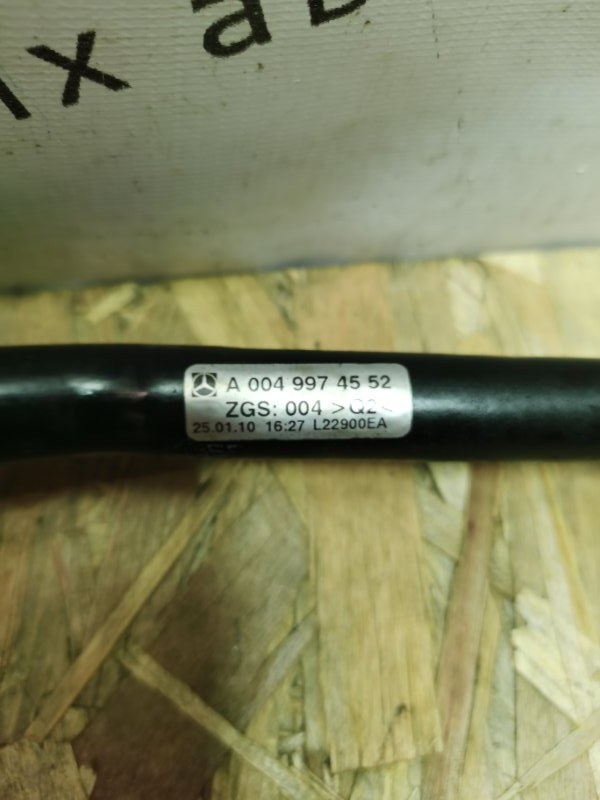 A 004 997 45 52
ZGS: 004 >Q2<
25.01.10 16:27 L22900EA